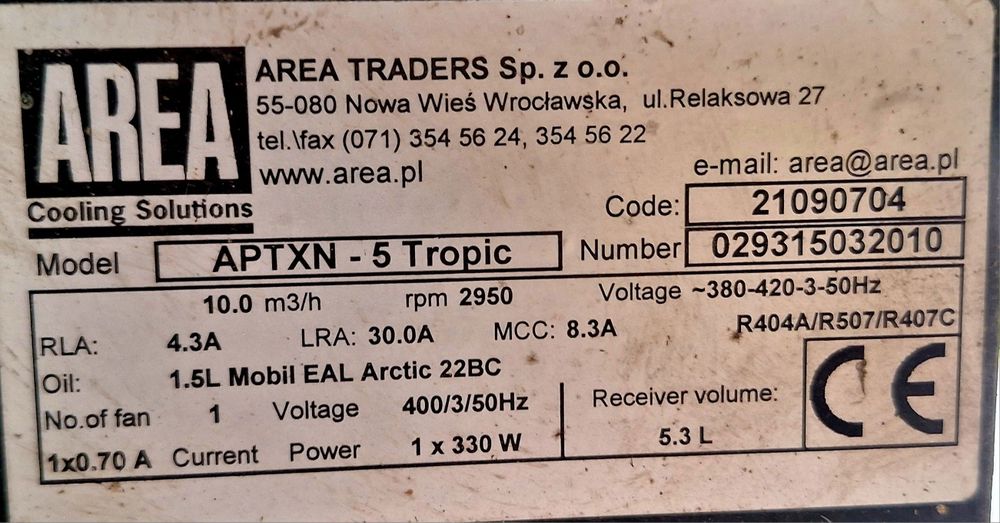 AREA
Cooling Solutions
AREA TRADERS Sp. z o.o.
55-080 Nowa Wieś Wrocławska, ul.Relaksowa 27
tel.\fax (071) 354 56 24, 354 56 22
www.area.pl
e-mail: area@area.pl
Code: 21090704
Model APTXN - 5 Tropic Number 029315032010
10.0 m3/h rpm 2950 Voltage ~380-420-3-50Hz
RLA: 4.3A LRA: 30.0A MCC: 8.3A R404A/R507/R407C
Oil: 1.5L Mobil EAL Arctic 22BC
No.of fan 1 Voltage 400/3/50Hz Receiver volume:
1x0.70 A Current Power 1 x 330 W 5.3 L
CE